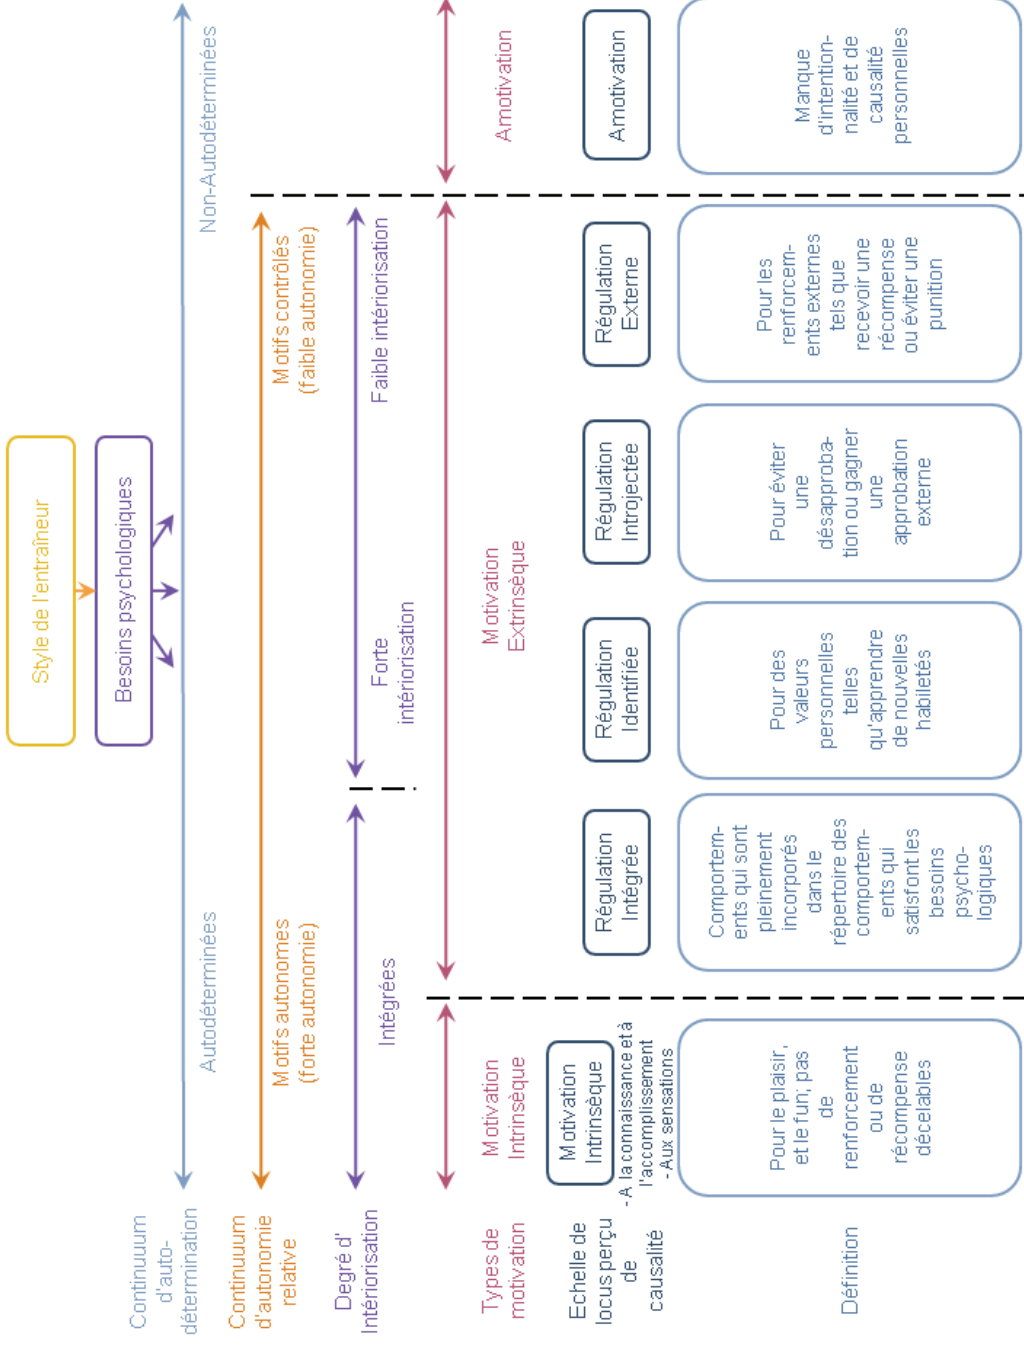 Style de l'entraîneur
Besoins psychologiques
Continuuum
d'auto-
détermination
Autodéterminées
Non-Autodéterminées
Continuuum
d'autonomie
relative
Motifs autonomes
(forte autonomie)
Motifs contrôlés
(faible autonomie)
Degré d'
Intériorisation
Intégrées
Forte
intériorisation
Faible intériorisation
Types de
motivation
Motivation
Intrinsèque
Motivation
Extrinsèque
Amotivation
Echelle de
locus perçu
de
causalité
Motivation
Intrinsèque
- A la connaissance et à
l'accomplissement
- Aux sensations
Régulation
Intégrée
Régulation
Identifiée
Régulation
Introjectée
Régulation
Externe
Amotivation
Définition
Pour le plaisir,
et le fun; pas
de
renforcement
ou de
récompense
décelables
Comportem-
ents qui sont
pleinement
incorporés
dans le
répertoire des
comportem-
ents qui
satisfont les
besoins
psycho-
logiques
Pour des
valeurs
personnelles
telles
qu'apprendre
de nouvelles
habiletés
Pour éviter
une
désapproba-
tion ou gagner
une
approbation
externe
Pour les
renforcem-
ents externes
tels que
recevoir une
récompense
ou éviter une
punition
Manque
d'intention-
nalité et de
causalité
personnelles